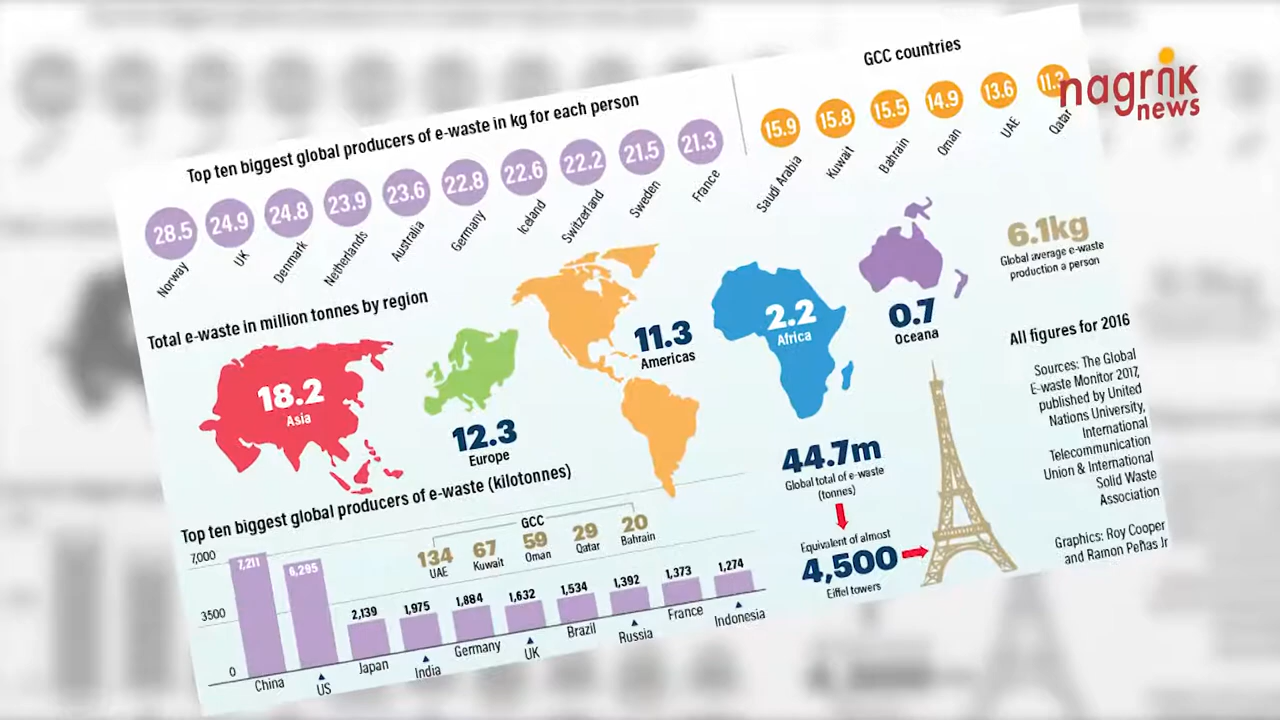 Top ten biggest global producers of e-waste in kg for each person
28.5
Norway
24.9
UK
24.8
Denmark
23.9
Netherlands
23.6
Australia
22.8
Germany
22.6
Iceland
22.2
Switzerland
21.5
Sweden
21.3
France
GCC countries
15.9
Saudi Arabia
15.8
Kuwait
15.5
Bahrain
14.9
Oman
13.6
UAE
11.3
Qatar
nagrik
news
6.1kg
Global average e-waste
production a person
Total e-waste in million tonnes by region
18.2
Asia
12.3
Europe
11.3
Americas
2.2
Africa
0.7
Oceana
All figures for 2016
Sources: The Global
E-waste Monitor 2017,
published by United
Nations University,
International
Telecommunication
Union & International
Solid Waste
Association
Graphics: Roy Cooper
and Ramon Peñas Jr
44.7m
Global total of e-waste
(tonnes)
Equivalent of almost
4,500
Eiffel towers
Top ten biggest global producers of e-waste (kilotonnes)
7,000
3500
0
GCC
134
UAE
67
Kuwait
59
Oman
29
Qatar
20
Bahrain
7,211
China
6,295
US
2,139
Japan
1,975
India
1,884
Germany
1,632
UK
1,534
Brazil
1,392
Russia
1,373
France
1,274
Indonesia